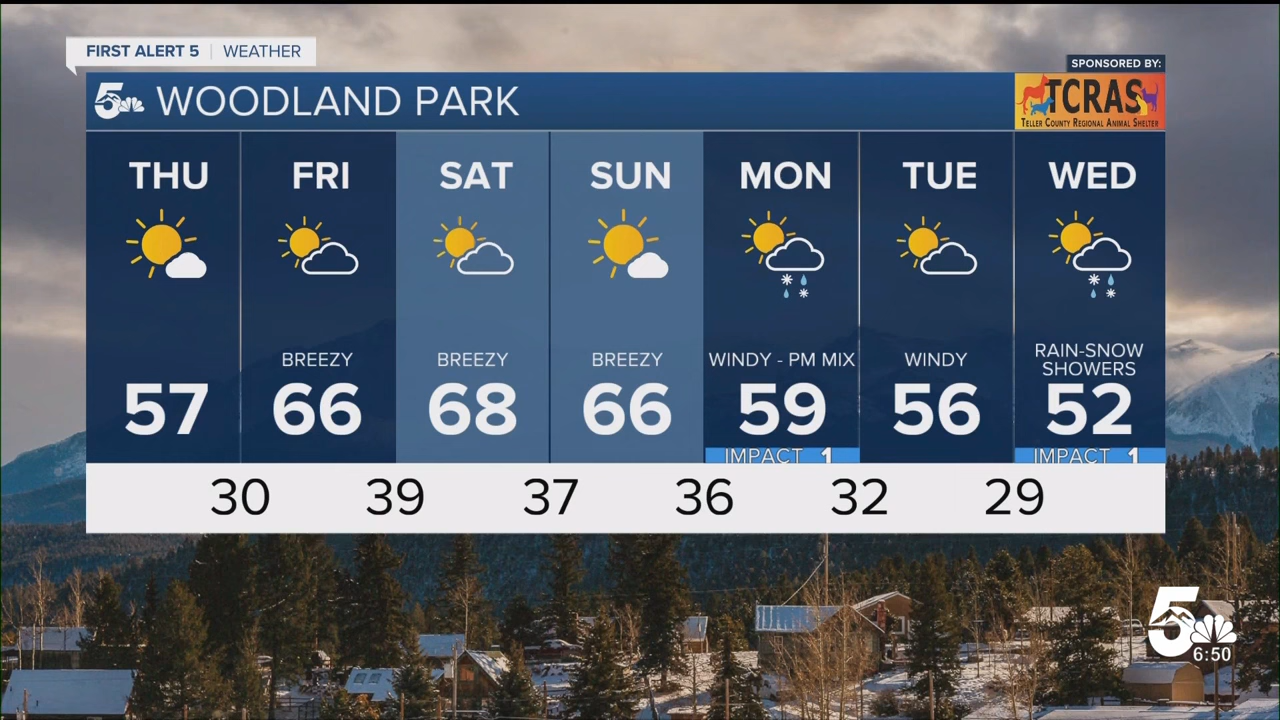 FIRST ALERT 5 | WEATHER
SPONSORED BY:
5 WOODLAND PARK
TCRAS
TELLER COUNTY REGIONAL ANIMAL SHELTER
THU FRI SAT SUN MON TUE WED
BREEZY BREEZY BREEZY WINDY - PM MIX WINDY RAIN-SNOW SHOWERS
57 66 68 66 59 56 52
IMPACT 1 IMPACT 1
30 39 37 36 32 29
5
6:50